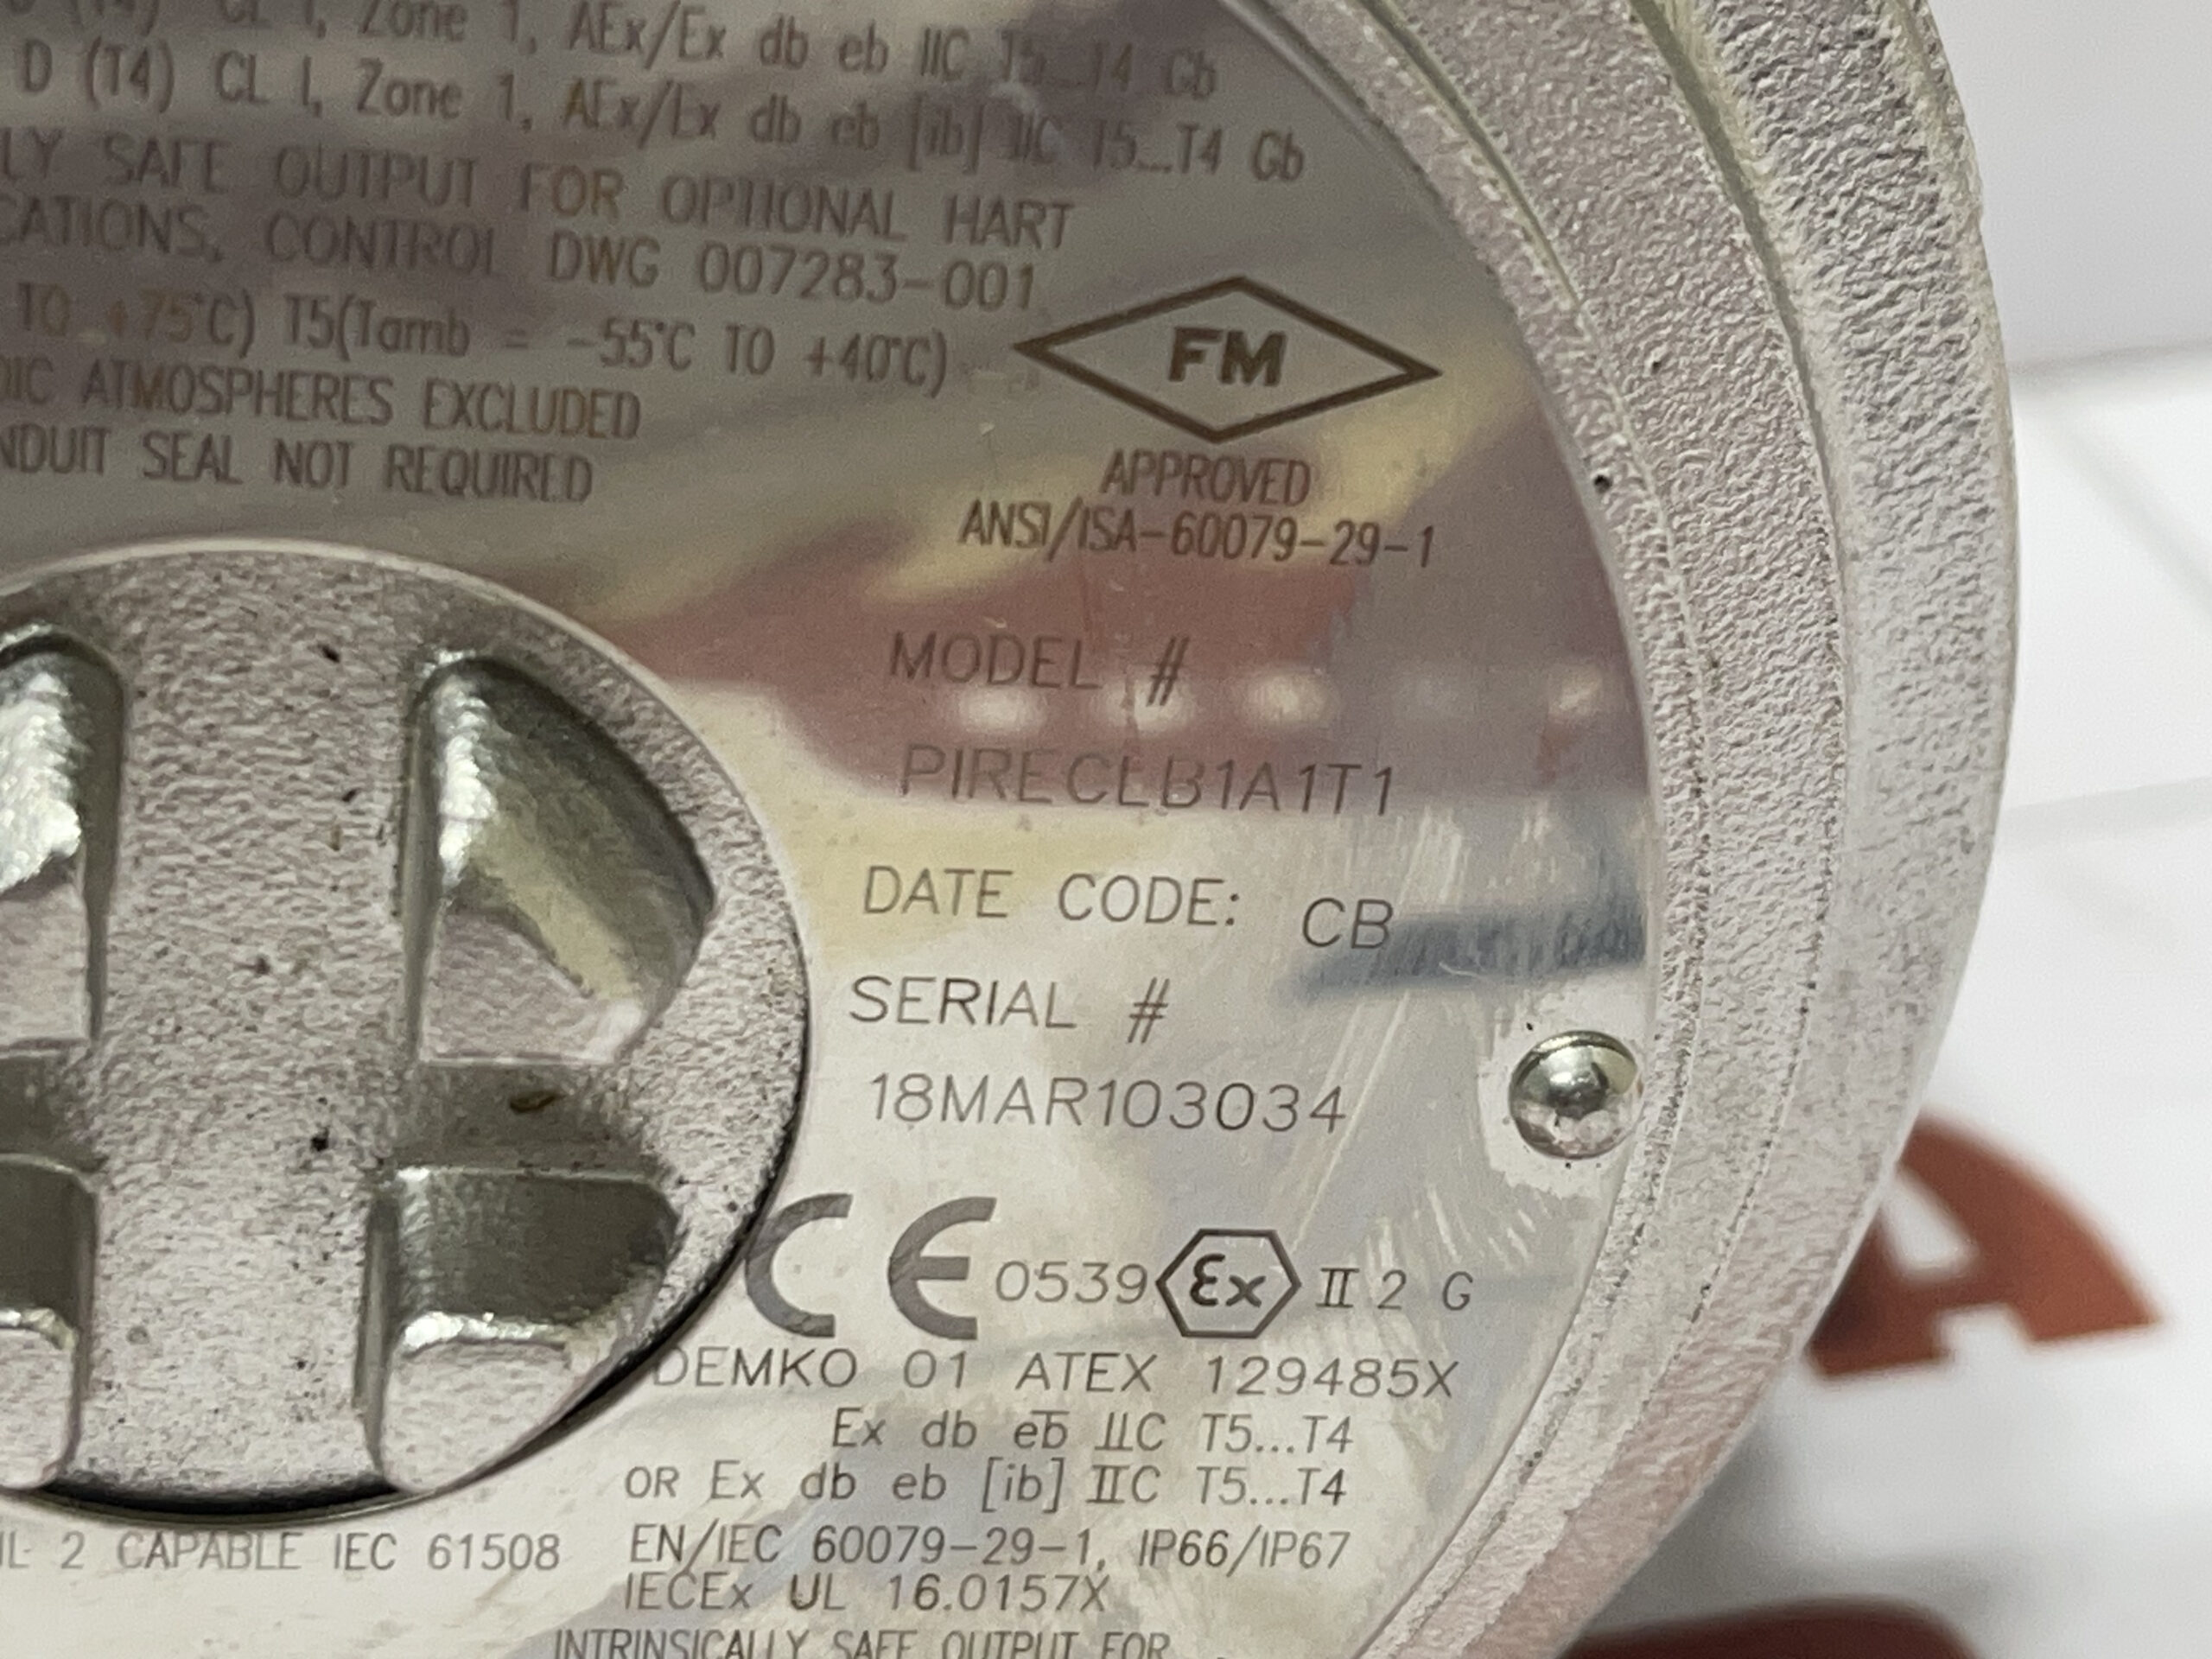 D (T4) CL I, Zone 1, AEx/Ex db eb IIC T5...T4 Gb
D (T4) CL I, Zone 1, AEx/Ex db eb [ib] IIC T5...T4 Gb
LY SAFE OUTPUT FOR OPTIONAL HART
CATIONS, CONTROL DWG 007283-001
TO +75°C) T5(Tamb = -55°C TO +40°C)
FM
IC ATMOSPHERES EXCLUDED
NDUIT SEAL NOT REQUIRED
APPROVED
ANSI/ISA-60079-29-1
MODEL #
PIRECLB1A1T1
DATE CODE: CB
SERIAL #
18MAR103034
CE 0539 Ex II 2 G
DEMKO 01 ATEX 129485X
Ex db eb IIC T5...T4
OR Ex db eb [ib] IIC T5...T4
IL 2 CAPABLE IEC 61508
EN/IEC 60079-29-1, IP66/IP67
IECEx UL 16.0157X
INTRINSICALLY SAFE OUTPUT FOR
A